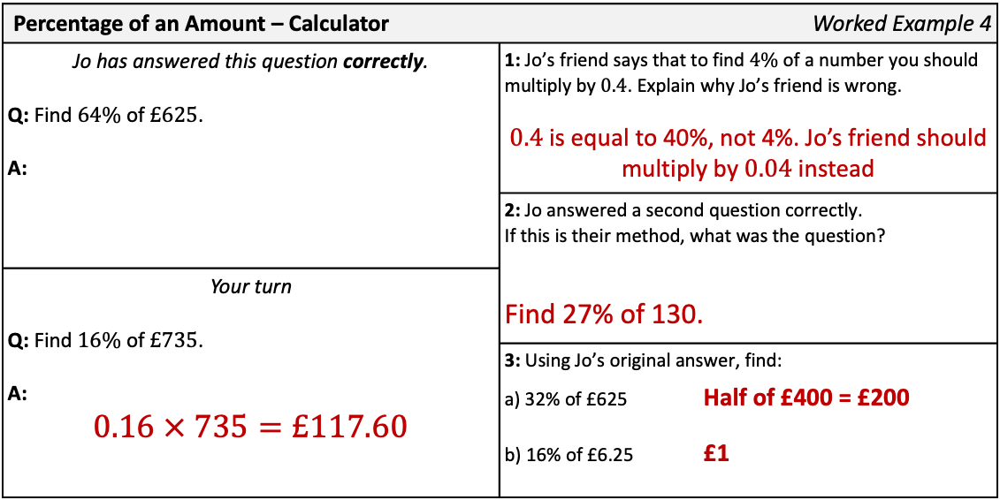 Percentage of an Amount – Calculator
Worked Example 4
Jo has answered this question correctly.
Q: Find 64% of £625.
A:
Your turn
Q: Find 16% of £735.
A:
0.16 × 735 = £117.60
1: Jo’s friend says that to find 4% of a number you should
multiply by 0.4. Explain why Jo’s friend is wrong.
0.4 is equal to 40%, not 4%. Jo’s friend should
multiply by 0.04 instead
2: Jo answered a second question correctly.
If this is their method, what was the question?
Find 27% of 130.
3: Using Jo’s original answer, find:
a) 32% of £625
Half of £400 = £200
b) 16% of £6.25
£1